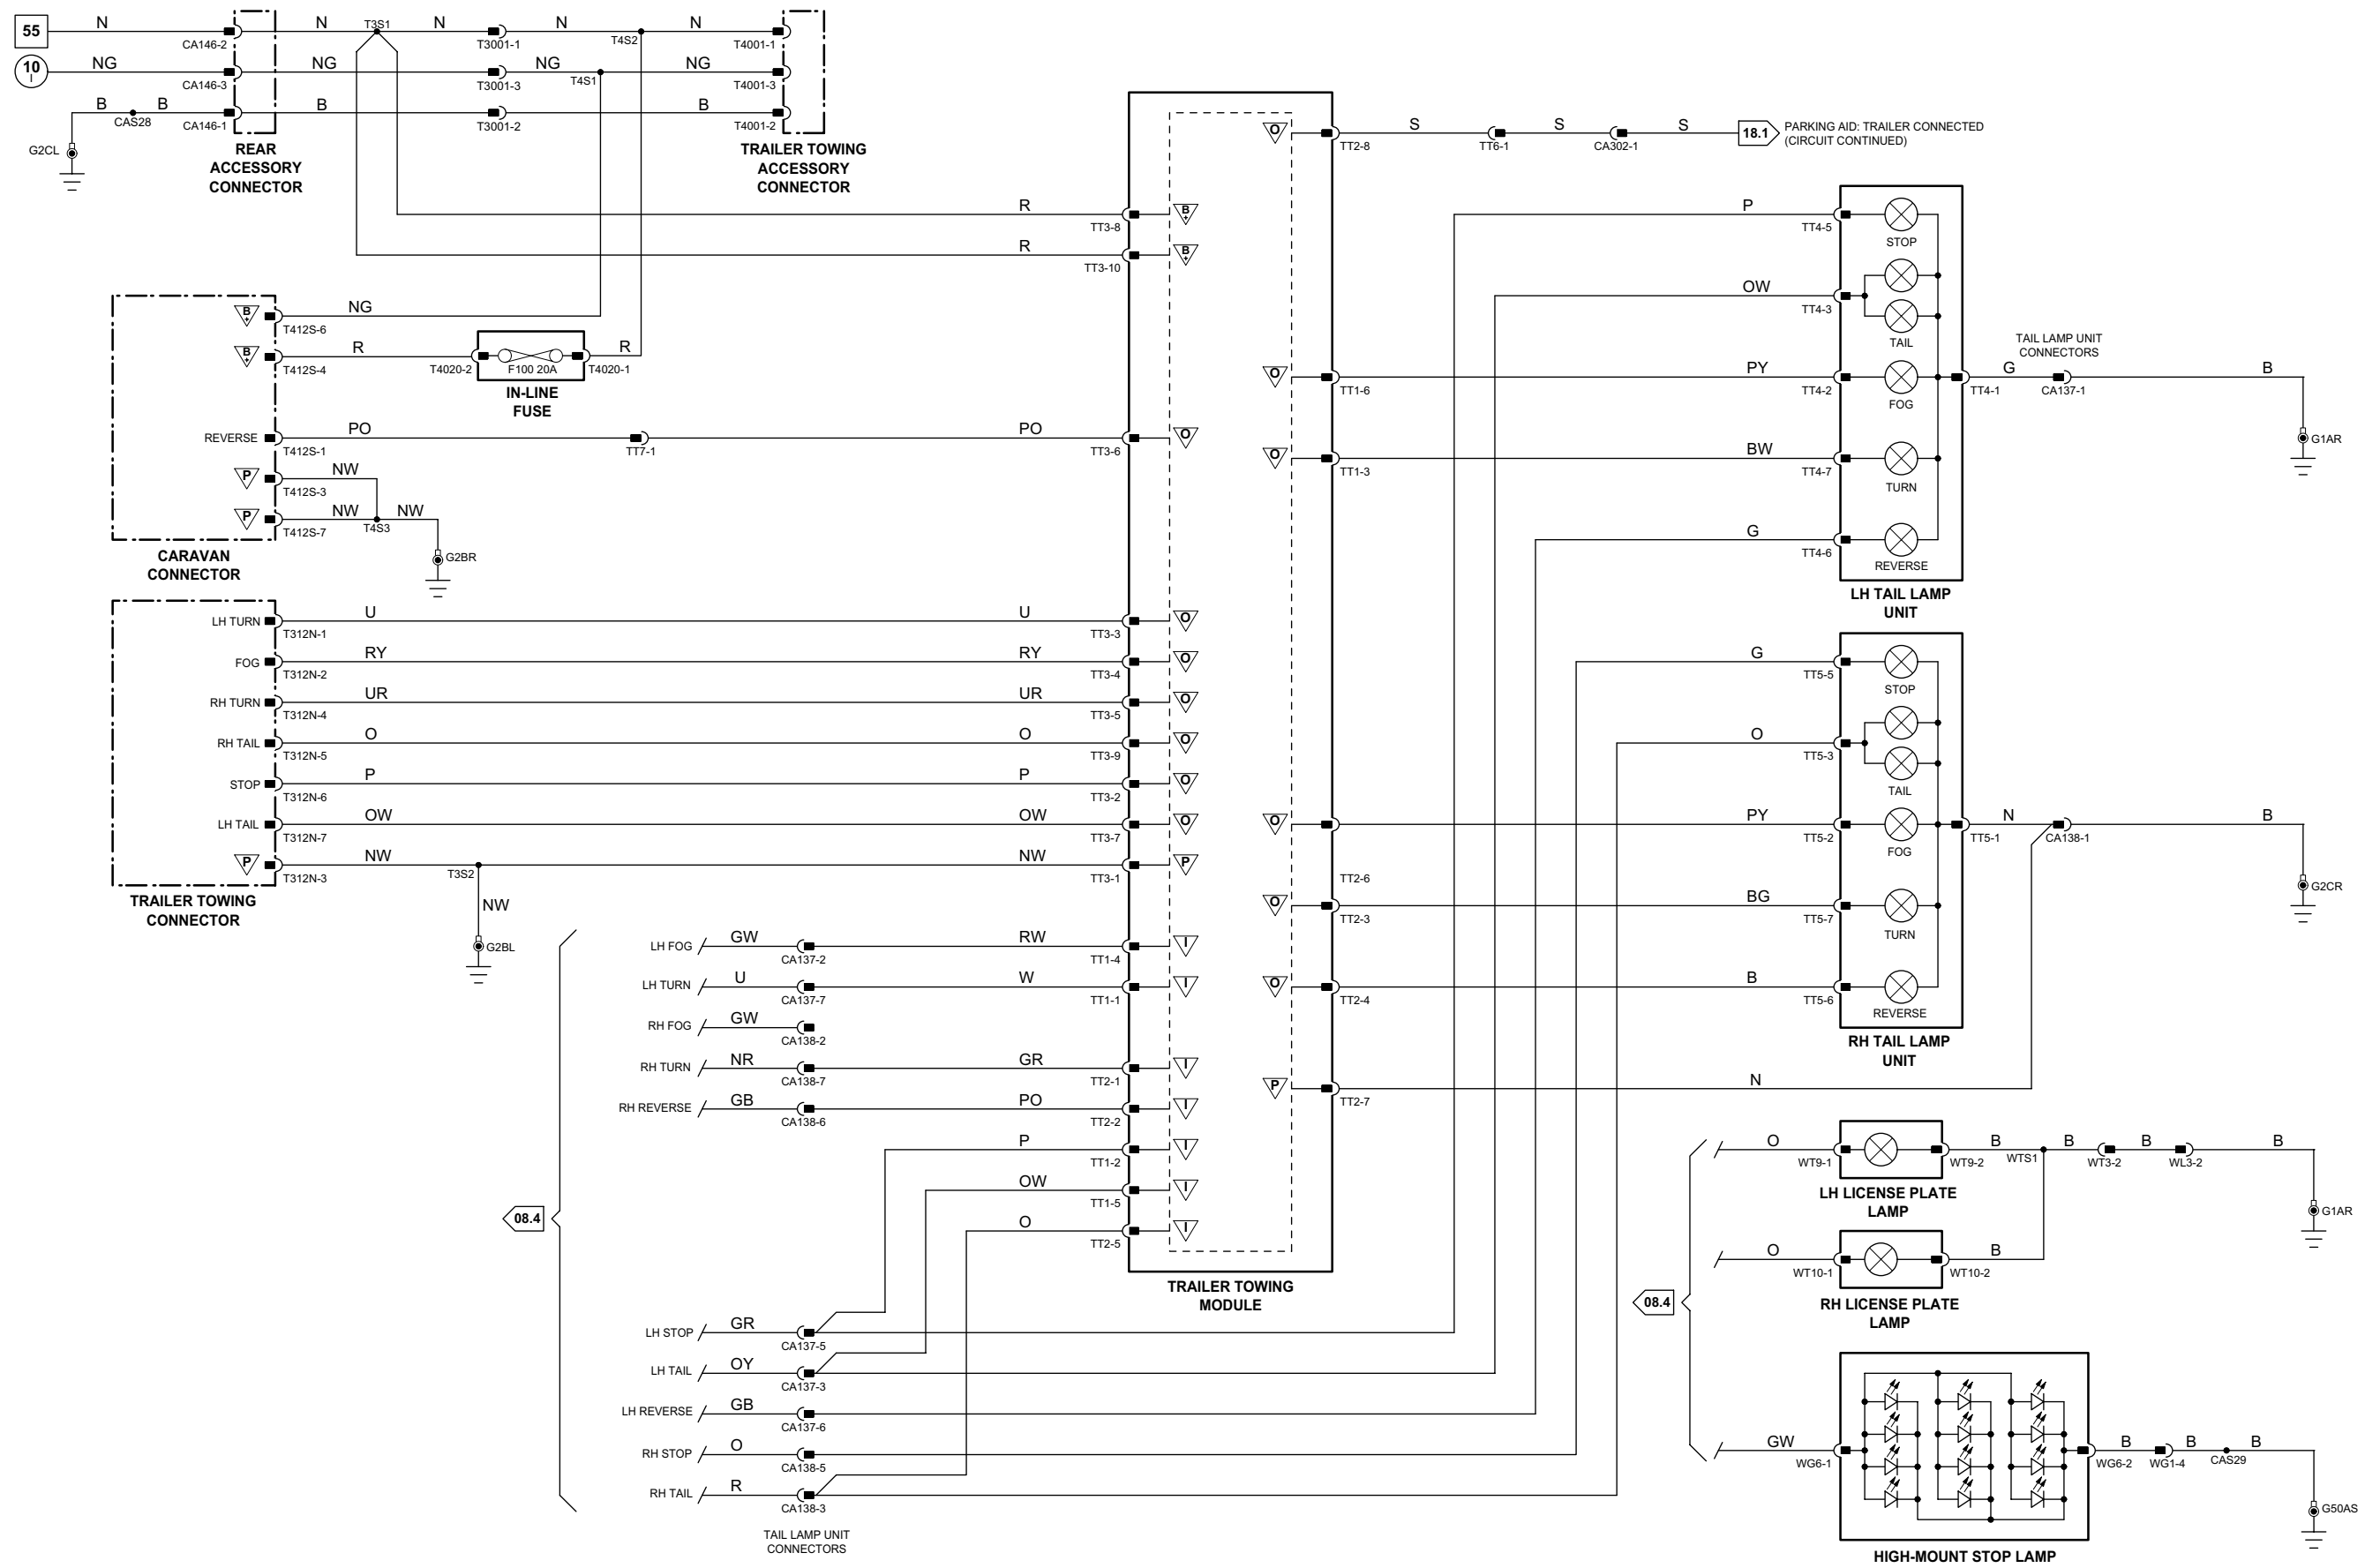 55
N
CA146-2
N
T3S1
N
T3001-1
N
T4S2
N
T4001-1
10
I
NG
CA146-3
NG
T3001-3
NG
T4S1
NG
T4001-3
B
CAS28
B
CA146-1
B
T3001-2
B
T4001-2
G2CL
REAR
ACCESSORY
CONNECTOR
TRAILER TOWING
ACCESSORY
CONNECTOR
R
TT3-8
B
+
R
TT3-10
B
+
B
+
T412S-6
NG
B
+
T412S-4
R
T4020-2
F100 20A
T4020-1
R
IN-LINE
FUSE
REVERSE
T412S-1
PO
TT7-1
PO
TT3-6
O
P
T412S-3
NW
P
T412S-7
NW
T4S3
NW
G2BR
CARAVAN
CONNECTOR
LH TURN
T312N-1
U
U
TT3-3
O
FOG
T312N-2
RY
RY
TT3-4
O
RH TURN
T312N-4
UR
UR
TT3-5
O
RH TAIL
T312N-5
O
O
TT3-9
O
STOP
T312N-6
P
P
TT3-2
O
LH TAIL
T312N-7
OW
OW
TT3-7
O
P
T312N-3
NW
T3S2
NW
TT3-1
P
NW
G2BL
TRAILER TOWING
CONNECTOR
08.4
LH FOG
GW
CA137-2
RW
TT1-4
I
LH TURN
U
CA137-7
W
TT1-1
I
RH FOG
GW
CA138-2
RH TURN
NR
CA138-7
GR
TT2-1
I
RH REVERSE
GB
CA138-6
PO
TT2-2
I
P
TT1-2
I
OW
TT1-5
I
O
TT2-5
I
TRAILER TOWING
MODULE
LH STOP
GR
CA137-5
LH TAIL
OY
CA137-3
LH REVERSE
GB
CA137-6
RH STOP
O
CA138-5
RH TAIL
R
CA138-3
TAIL LAMP UNIT
CONNECTORS
O
TT2-8
S
TT6-1
S
CA302-1
S
18.1
PARKING AID: TRAILER CONNECTED
(CIRCUIT CONTINUED)
P
TT4-5
STOP
OW
TT4-3
TAIL
O
TT1-6
PY
TT4-2
FOG
TT4-1
G
TAIL LAMP UNIT
CONNECTORS
CA137-1
B
G1AR
O
TT1-3
BW
TT4-7
TURN
G
TT4-6
REVERSE
LH TAIL LAMP
UNIT
G
TT5-5
STOP
O
TT5-3
TAIL
O
PY
TT5-2
FOG
TT5-1
N
CA138-1
B
G2CR
TT2-6
O
TT2-3
BG
TT5-7
TURN
O
TT2-4
B
TT5-6
REVERSE
RH TAIL LAMP
UNIT
P
TT2-7
N
08.4
O
WT9-1
WT9-2
B
WTS1
B
WT3-2
B
WL3-2
B
G1AR
LH LICENSE PLATE
LAMP
O
WT10-1
WT10-2
B
RH LICENSE PLATE
LAMP
GW
WG6-1
WG6-2
B
WG1-4
B
CAS29
B
G50AS
HIGH-MOUNT STOP LAMP